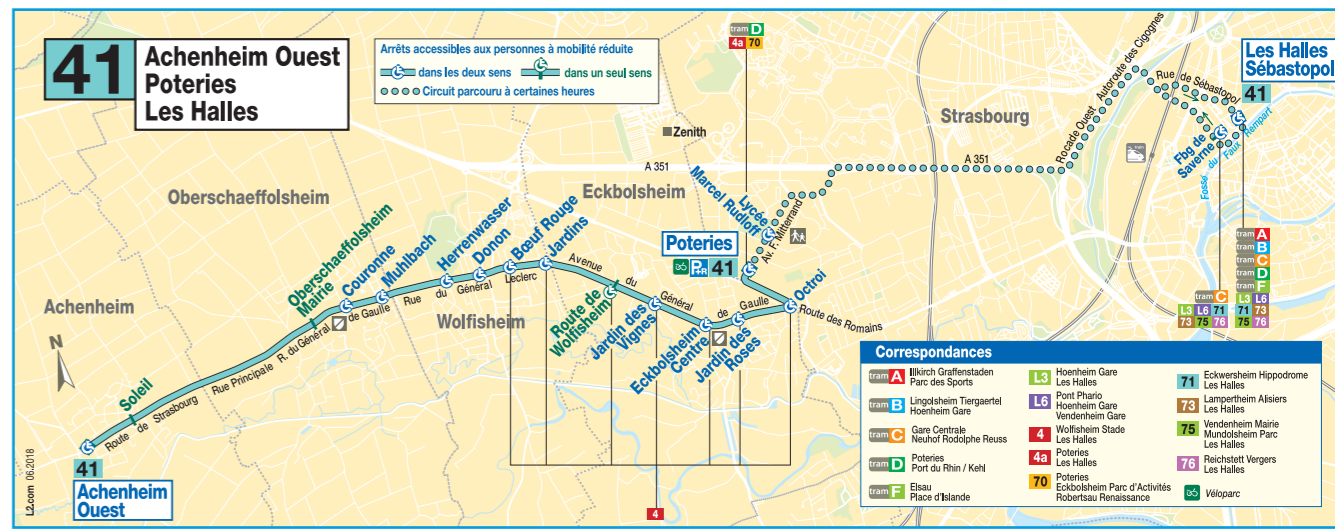 41
Achenheim Ouest
Poteries
Les Halles
Arrêts accessibles aux personnes à mobilité réduite
dans les deux sens
dans un seul sens
Circuit parcouru à certaines heures
tram D
4a 70
Les Halles
Sébastopol
41
Autoroute des Cigognes
Rue de Sébastopol
Rocade Ouest
Strasbourg
Fbg de
Saverne
Fossé du Faux Rempart
Zenith
A 351
A 351
Oberschaeffolsheim
Eckbolsheim
Lycée
Marcel Rudloff
Av. F. Mitterrand
Poteries
P+R 41
Achenheim
Wolfisheim
N
41
Achenheim
Ouest
Soleil
Oberschaeffolsheim
Mairie
Couronne
Muhlbach
Herrenwasser
Donon
Bœuf Rouge
Jardins
Route de
Wolfisheim
Jardin des
Vignes
Eckbolsheim
Centre
Jardin des
Roses
Octroi
Route de Strasbourg
Rue Principale
R. du Général de Gaulle
Rue du Général Leclerc
Avenue du Général de Gaulle
Route des Romains
4
tram A
tram B
tram C
tram D
tram F
L3 L6
71 73
75 76
tram C
L3 L6 71
73 75 76
Correspondances
tram A
Illkirch Graffenstaden
Parc des Sports
tram B
Lingolsheim Tiergaertel
Hoenheim Gare
tram C
Gare Centrale
Neuhof Rodolphe Reuss
tram D
Poteries
Port du Rhin / Kehl
tram F
Elsau
Place d'Islande
L3
Hoenheim Gare
Les Halles
L6
Pont Phario
Hoenheim Gare
Vendenheim Gare
4
Wolfisheim Stade
Les Halles
4a
Poteries
Les Halles
70
Poteries
Eckbolsheim Parc d'Activités
Robertsau Renaissance
71
Eckwersheim Hippodrome
Les Halles
73
Lampertheim Alisiers
Les Halles
75
Vendenheim Mairie
Mundolsheim Parc
Les Halles
76
Reichstett Vergers
Les Halles
Véloparc
L2.com 06.2018